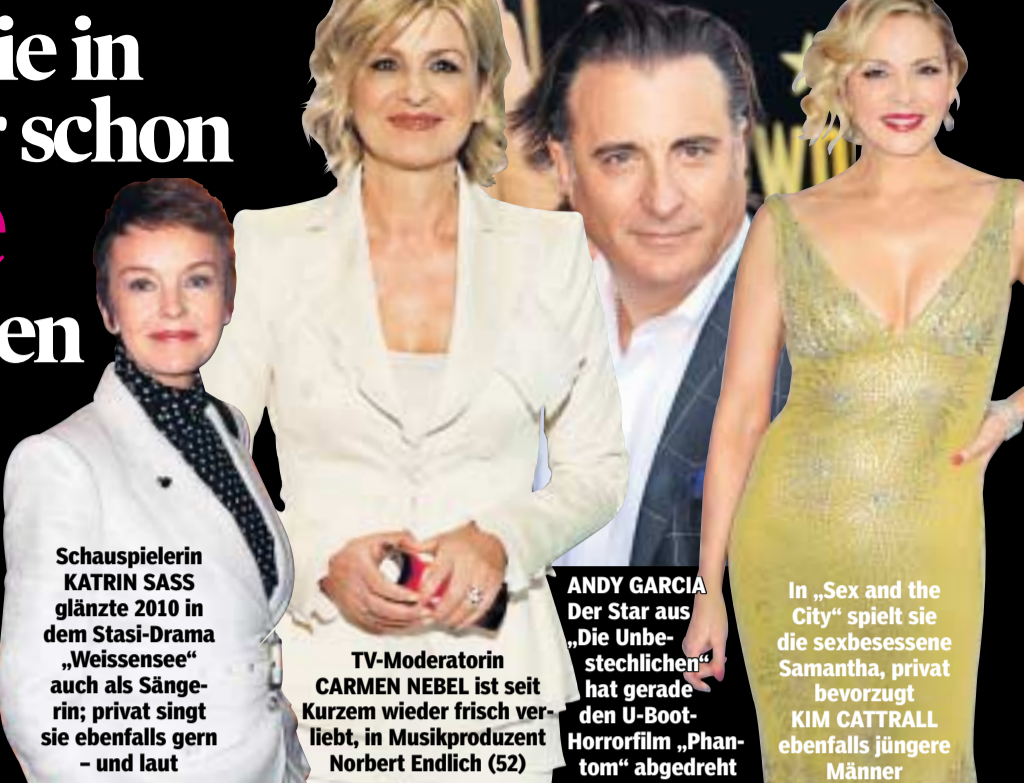 ie in
r schon
e
en
Schauspielerin
KATRIN SASS
glänzte 2010 in
dem Stasi-Drama
„Weissensee“
auch als Sänge-
rin; privat singt
sie ebenfalls gern
– und laut
TV-Moderatorin
CARMEN NEBEL ist seit
Kurzem wieder frisch ver-
liebt, in Musikproduzent
Norbert Endlich (52)
ANDY GARCIA
Der Star aus
„Die Unbe-
stechlichen“
hat gerade
den U-Boot-
Horrorfilm „Phan-
tom“ abgedreht
In „Sex and the
City“ spielt sie
die sexbesessene
Samantha, privat
bevorzugt
KIM CATTRALL
ebenfalls jüngere
Männer